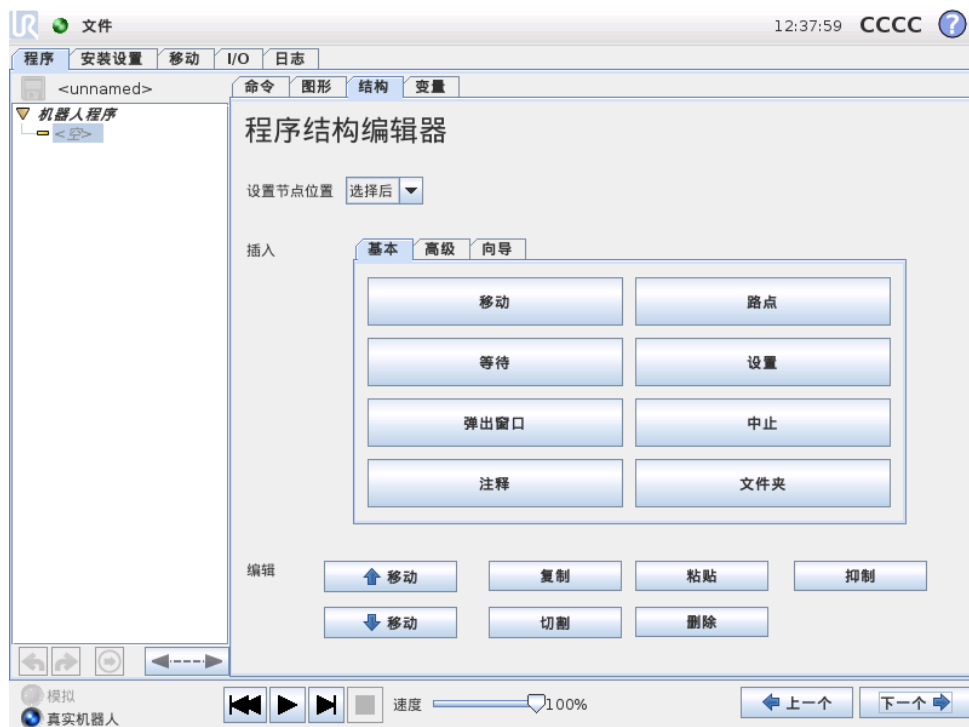 UR 文件 12:37:59 CCCC ?
程序 安装设置 移动 I/O 日志
<unnamed> 命令 图形 结构 变量
机器人程序
<空>
程序结构编辑器
设置节点位置 选择后
插入 基本 高级 向导
移动 路点
等待 设置
弹出窗口 中止
注释 文件夹
编辑 移动 复制 粘贴 抑制
移动 切割 删除
模拟
真实机器人
速度 100% 上一个 下一个